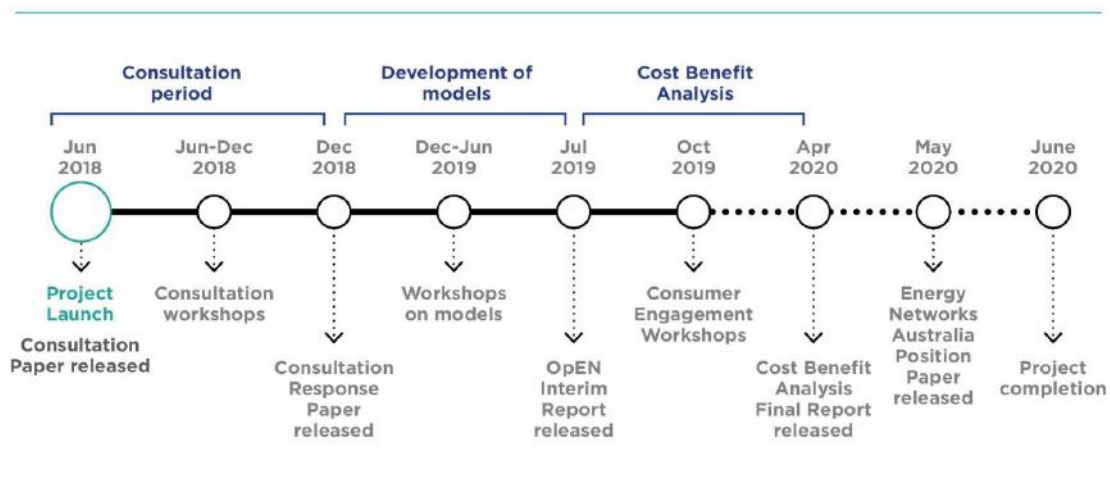 Consultation
period
Development of
models
Cost Benefit
Analysis
Jun
2018
Jun-Dec
2018
Dec
2018
Dec-Jun
2019
Jul
2019
Oct
2019
Apr
2020
May
2020
June
2020
Project
Launch
Consultation
Paper released
Consultation
workshops
Consultation
Response
Paper
released
Workshops
on models
OpEN
Interim
Report
released
Consumer
Engagement
Workshops
Cost Benefit
Analysis
Final Report
released
Energy
Networks
Australia
Position
Paper
released
Project
completion